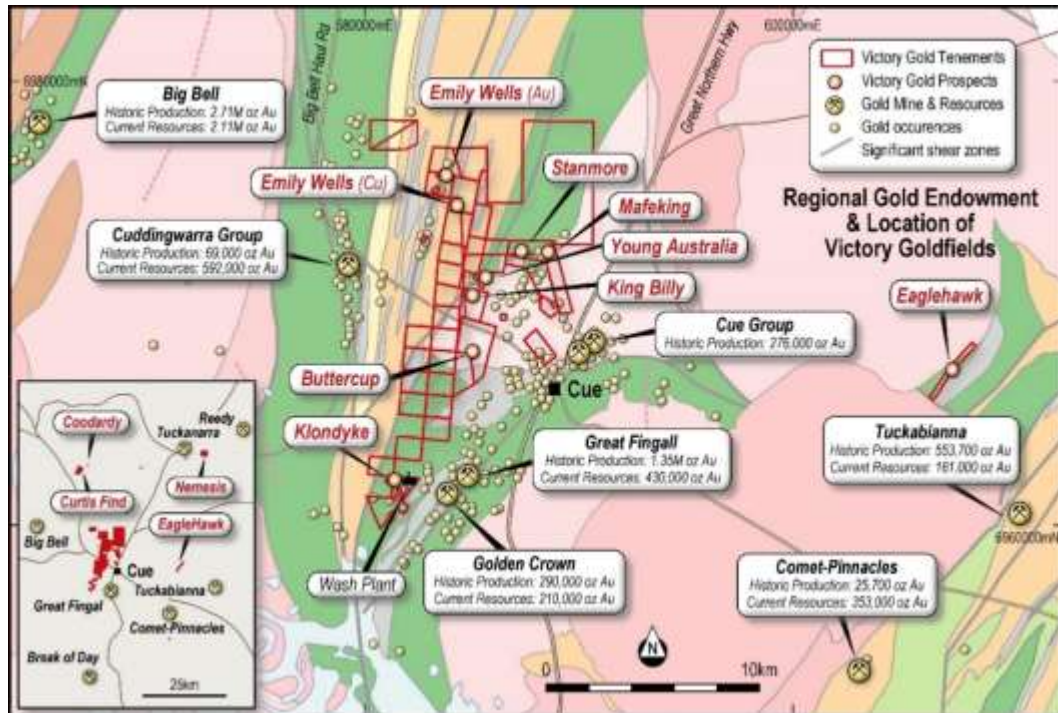 580000mE
600000mE
6980000mN
Big Bell Haul Rd
Great Northern Hwy
Victory Gold Tenements
Victory Gold Prospects
Gold Mine & Resources
Gold occurences
Significant shear zones
Regional Gold Endowment
& Location of
Victory Goldfields
Big Bell
Historic Production: 2.71M oz Au
Current Resources: 2.11M oz Au
Emily Wells (Au)
Emily Wells (Cu)
Stanmore
Mafeking
Young Australia
King Billy
Cuddingwarra Group
Historic Production: 69,000 oz Au
Current Resources: 592,000 oz Au
Eaglehawk
Cue Group
Historic Production: 276,000 oz Au
Buttercup
Cue
Klondyke
Great Fingall
Historic Production: 1.35M oz Au
Current Resources: 430,000 oz Au
Tuckabianna
Historic Production: 553,700 oz Au
Current Resources: 161,000 oz Au
6960000mN
Wash Plant
Golden Crown
Historic Production: 290,000 oz Au
Current Resources: 210,000 oz Au
Comet-Pinnacles
Historic Production: 25,700 oz Au
Current Resources: 353,000 oz Au
N
0 10km
Coodardy
Reedy
Tuckanarra
Curtis Find
Nemesis
Big Bell
EagleHawk
Cue
Great Fingal
Tuckabianna
Comet-Pinnacles
Break of Day
25km